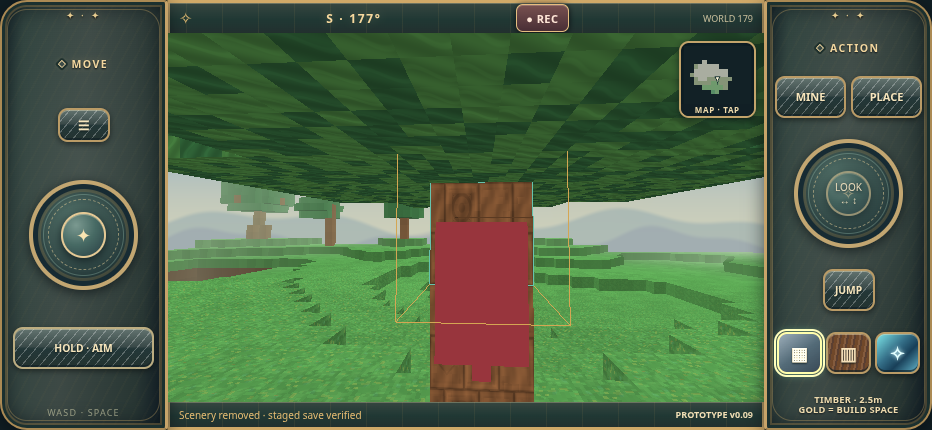 S · 177°
● REC
WORLD 179
MOVE
☰
HOLD · AIM
WASD · SPACE
MAP · TAP
ACTION
MINE
PLACE
LOOK
↔ ↕
JUMP
TIMBER · 2.5m
GOLD = BUILD SPACE
Scenery removed · staged save verified
PROTOTYPE v0.09